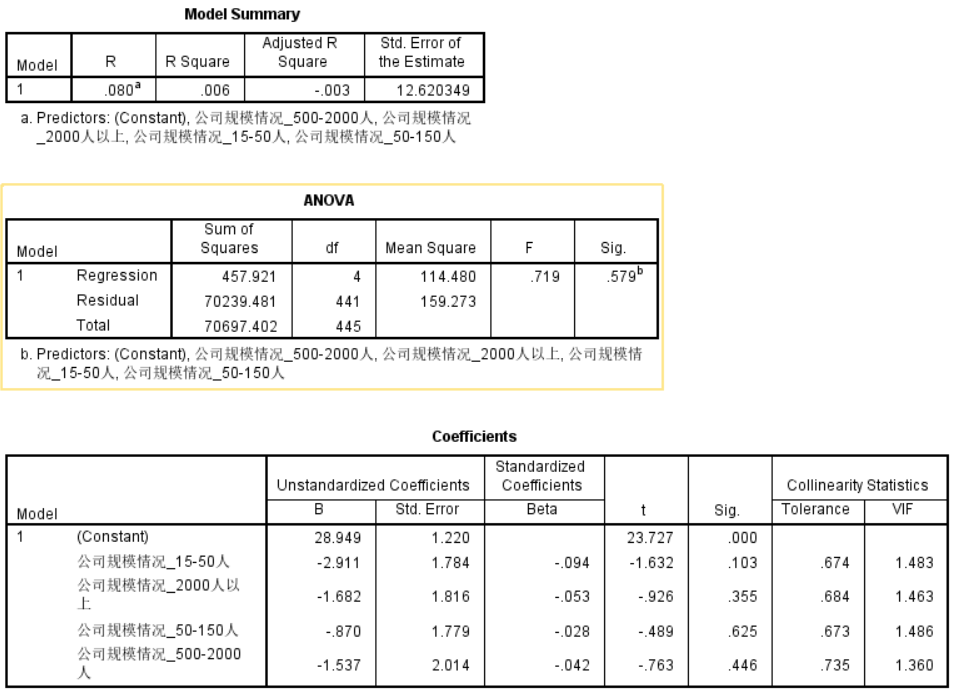 Model Summary
Model R R Square Adjusted R Square Std. Error of the Estimate
1 .080a .006 -.003 12.620349
a. Predictors: (Constant), 公司规模情况_500-2000人, 公司规模情况
_2000人以上, 公司规模情况_15-50人, 公司规模情况_50-150人
ANOVA
Model Sum of Squares df Mean Square F Sig.
1 Regression 457.921 4 114.480 .719 .579b
Residual 70239.481 441 159.273
Total 70697.402 445
b. Predictors: (Constant), 公司规模情况_500-2000人, 公司规模情况_2000人以上, 公司规模情
况_15-50人, 公司规模情况_50-150人
Coefficients
Model Unstandardized Coefficients Standardized Coefficients t Sig. Collinearity Statistics
B Std. Error Beta Tolerance VIF
1 (Constant) 28.949 1.220 23.727 .000
公司规模情况_15-50人 -2.911 1.784 -.094 -1.632 .103 .674 1.483
公司规模情况_2000人以
上 -1.682 1.816 -.053 -.926 .355 .684 1.463
公司规模情况_50-150人 -.870 1.779 -.028 -.489 .625 .673 1.486
公司规模情况_500-2000
人 -1.537 2.014 -.042 -.763 .446 .735 1.360